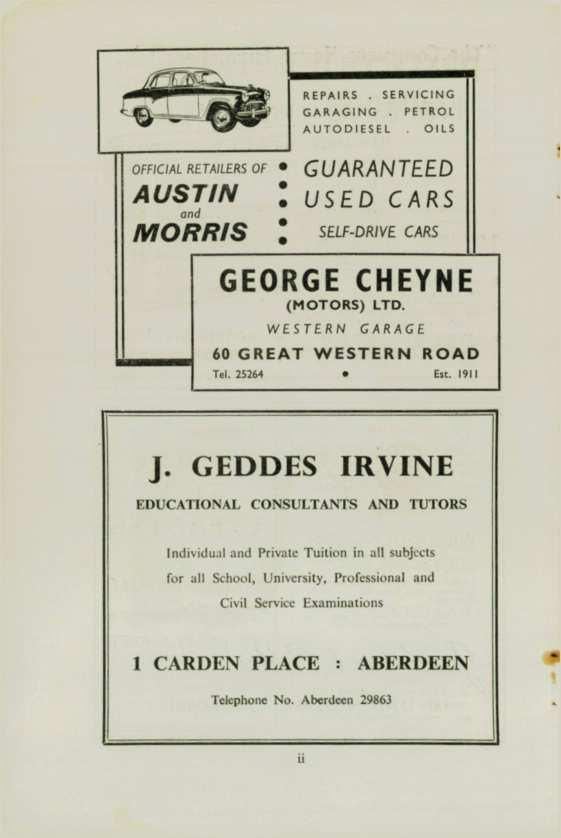 REPAIRS . SERVICING
GARAGING . PETROL
AUTODIESEL . OILS
OFFICIAL RETAILERS OF
AUSTIN
and
MORRIS
GUARANTEED
USED CARS
SELF-DRIVE CARS
GEORGE CHEYNE
(MOTORS) LTD.
WESTERN GARAGE
60 GREAT WESTERN ROAD
Tel. 25264 • Est. 1911
J. GEDDES IRVINE
EDUCATIONAL CONSULTANTS AND TUTORS
Individual and Private Tuition in all subjects
for all School, University, Professional and
Civil Service Examinations
1 CARDEN PLACE : ABERDEEN
Telephone No. Aberdeen 29863
ii